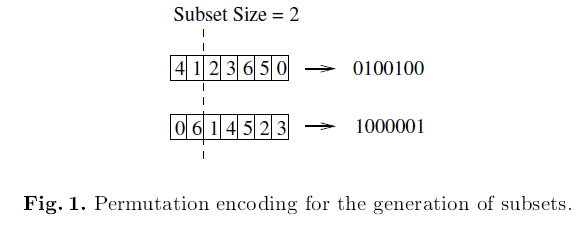 Subset Size = 2
4 1 2 3 6 5 0 0100100
0 6 1 4 5 2 3 1000001
Fig. 1. Permutation encoding for the generation of subsets.